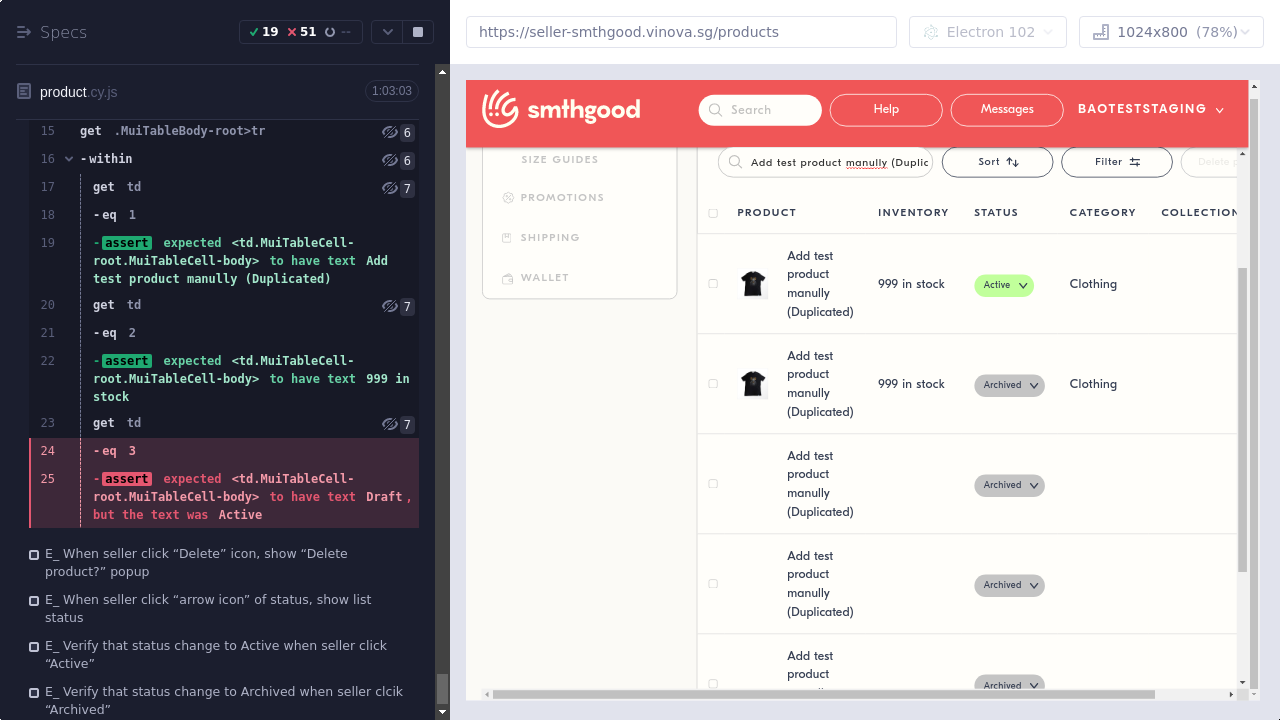 Specs
19 51 --
product.cy.js
1:03:03
15 get .MuiTableBody-root>tr 6
16 -within 6
17 get td 7
18 -eq 1
19 -assert expected <td.MuiTableCell-
root.MuiTableCell-body> to have text Add
test product manully (Duplicated)
20 get td 7
21 -eq 2
22 -assert expected <td.MuiTableCell-
root.MuiTableCell-body> to have text 999 in
stock
23 get td 7
24 -eq 3
25 -assert expected <td.MuiTableCell-
root.MuiTableCell-body> to have text Draft,
but the text was Active
E_ When seller click “Delete” icon, show “Delete
product?” popup
E_ When seller click “arrow icon” of status, show list
status
E_ Verify that status change to Active when seller click
“Active”
E_ Verify that status change to Archived when seller clcik
“Archived”
https://seller-smthgood.vinova.sg/products
Electron 102
1024x800 (78%)
smthgood
Search
Help
Messages
BAOTESTSTAGING
SIZE GUIDES
PROMOTIONS
SHIPPING
WALLET
Add test product manully (Duplic
Sort
Filter
Delete p
PRODUCT INVENTORY STATUS CATEGORY COLLECTION
Add test
product
manully
(Duplicated)
999 in stock
Active
Clothing
Add test
product
manully
(Duplicated)
999 in stock
Archived
Clothing
Add test
product
manully
(Duplicated)
Archived
Add test
product
manully
(Duplicated)
Archived
Add test
product
manully
Archived